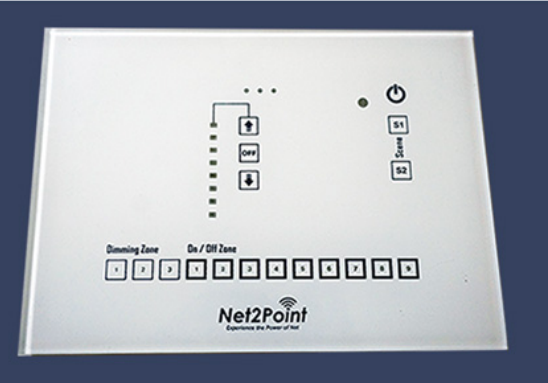 S1
OFF
Scene
S2
Dimming Zone On / Off Zone
1 2 3 1 2 3 4 5 6 7 8 9
Net2Point
Experience the Power of Net